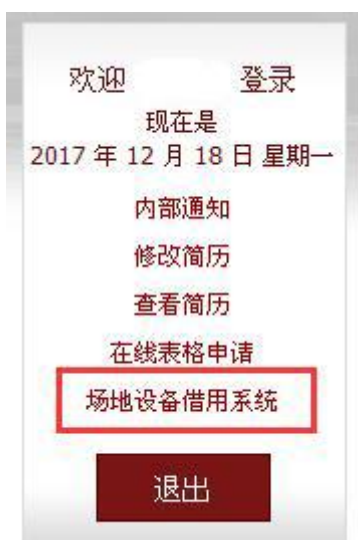 欢迎 登录
现在是
2017 年 12 月 18 日 星期一
内部通知
修改简历
查看简历
在线表格申请
场地设备借用系统
退出